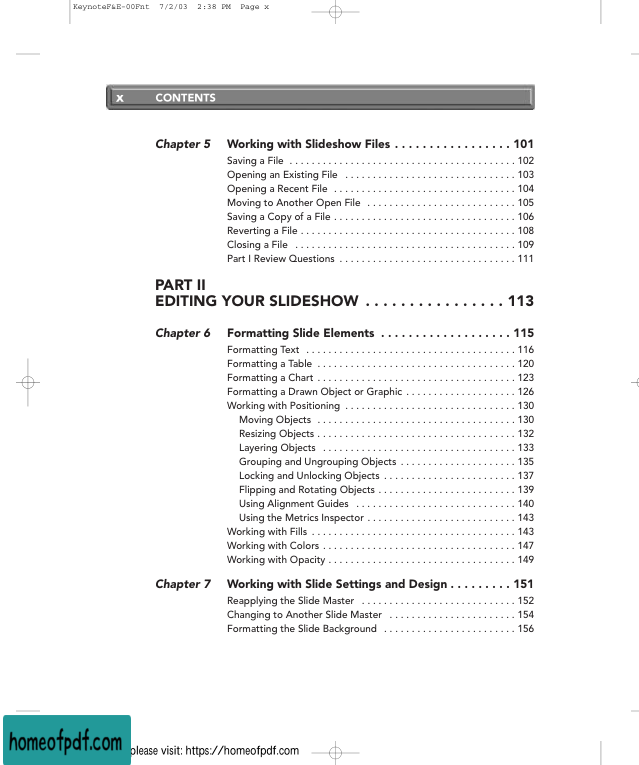 KeynoteF&E-00Fnt 7/2/03 2:38 PM Page x
x CONTENTS
Chapter 5 Working with Slideshow Files . . . . . . . . . . . . . . . . . 101
Saving a File . . . . . . . . . . . . . . . . . . . . . . . . . . . . . . . . . . . . . . . . 102
Opening an Existing File . . . . . . . . . . . . . . . . . . . . . . . . . . . . . . 103
Opening a Recent File . . . . . . . . . . . . . . . . . . . . . . . . . . . . . . . . 104
Moving to Another Open File . . . . . . . . . . . . . . . . . . . . . . . . . . 105
Saving a Copy of a File . . . . . . . . . . . . . . . . . . . . . . . . . . . . . . . . 106
Reverting a File . . . . . . . . . . . . . . . . . . . . . . . . . . . . . . . . . . . . . . 108
Closing a File . . . . . . . . . . . . . . . . . . . . . . . . . . . . . . . . . . . . . . . 109
Part I Review Questions . . . . . . . . . . . . . . . . . . . . . . . . . . . . . . . 111
PART II
EDITING YOUR SLIDESHOW . . . . . . . . . . . . . . . . 113
Chapter 6 Formatting Slide Elements . . . . . . . . . . . . . . . . . . . 115
Formatting Text . . . . . . . . . . . . . . . . . . . . . . . . . . . . . . . . . . . . . 116
Formatting a Table . . . . . . . . . . . . . . . . . . . . . . . . . . . . . . . . . . . 120
Formatting a Chart . . . . . . . . . . . . . . . . . . . . . . . . . . . . . . . . . . . 123
Formatting a Drawn Object or Graphic . . . . . . . . . . . . . . . . . . . . 126
Working with Positioning . . . . . . . . . . . . . . . . . . . . . . . . . . . . . . 130
Moving Objects . . . . . . . . . . . . . . . . . . . . . . . . . . . . . . . . . . . 130
Resizing Objects . . . . . . . . . . . . . . . . . . . . . . . . . . . . . . . . . . . 132
Layering Objects . . . . . . . . . . . . . . . . . . . . . . . . . . . . . . . . . . 133
Grouping and Ungrouping Objects . . . . . . . . . . . . . . . . . . . . . 135
Locking and Unlocking Objects . . . . . . . . . . . . . . . . . . . . . . . . 137
Flipping and Rotating Objects . . . . . . . . . . . . . . . . . . . . . . . . . 139
Using Alignment Guides . . . . . . . . . . . . . . . . . . . . . . . . . . . . 140
Using the Metrics Inspector . . . . . . . . . . . . . . . . . . . . . . . . . . . 143
Working with Fills . . . . . . . . . . . . . . . . . . . . . . . . . . . . . . . . . . . . 143
Working with Colors . . . . . . . . . . . . . . . . . . . . . . . . . . . . . . . . . . 147
Working with Opacity . . . . . . . . . . . . . . . . . . . . . . . . . . . . . . . . . 149
Chapter 7 Working with Slide Settings and Design . . . . . . . . . 151
Reapplying the Slide Master . . . . . . . . . . . . . . . . . . . . . . . . . . . 152
Changing to Another Slide Master . . . . . . . . . . . . . . . . . . . . . . 154
Formatting the Slide Background . . . . . . . . . . . . . . . . . . . . . . . 156
homeofpdf.com
please visit: https://homeofpdf.com